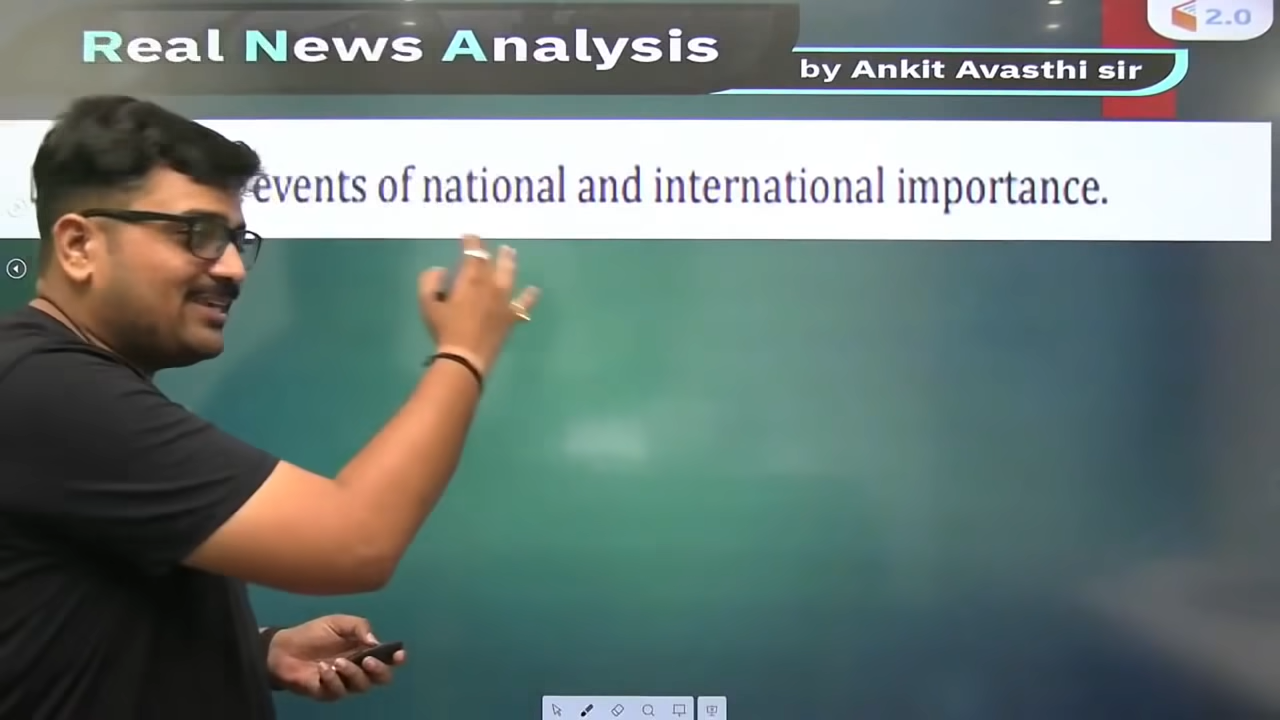 Real News Analysis
by Ankit Avasthi sir
2.0
events of national and international importance.